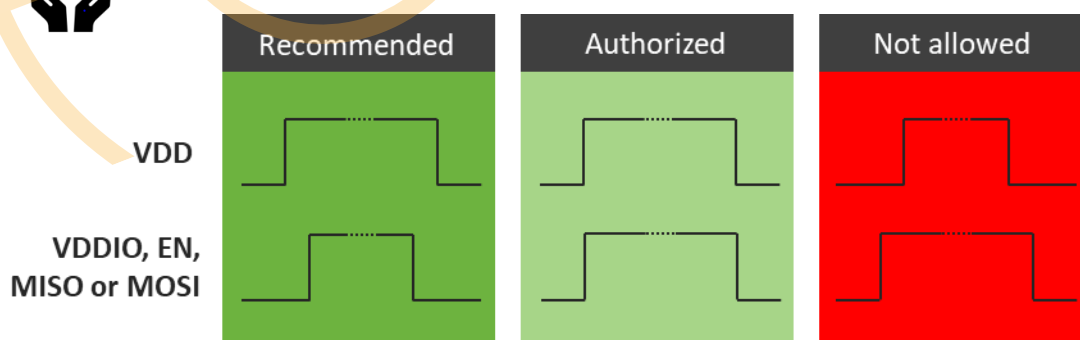 Recommended
Authorized
Not allowed
VDD
VDDIO, EN,
MISO or MOSI